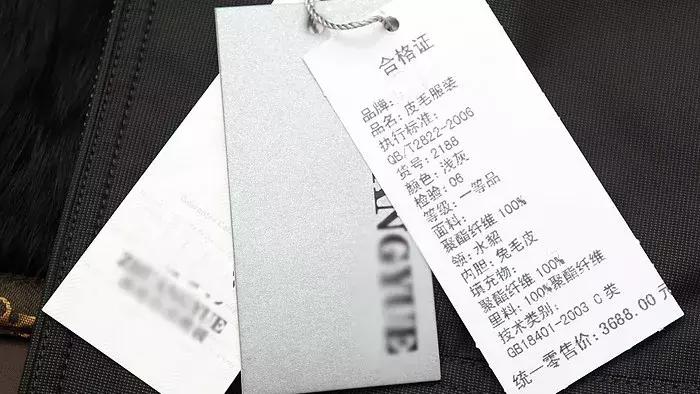 合格证
品牌:
品名: 皮毛服装
执行标准:
QB/T2822-2006
货号: 2188
颜色: 浅灰
检验: 06
等级: 一等品
面料:
聚酯纤维 100%
领: 水貂
内胆: 兔毛皮
填充物:
聚酯纤维 100%
里料: 100%聚酯纤维
技术类别:
GB18401-2003 C 类
统一零售价: 3688.00 元
ANGYUE